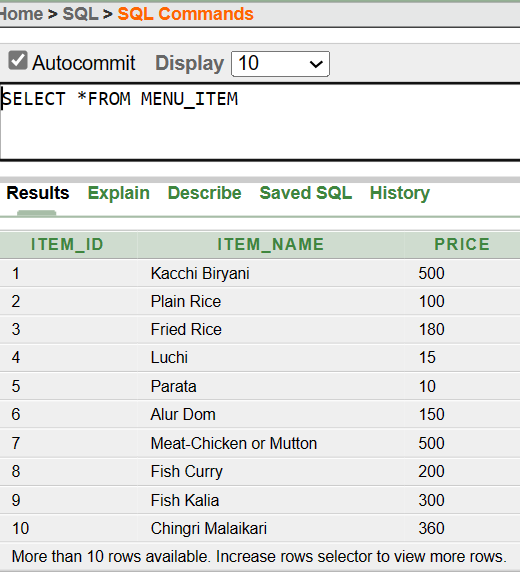 Home > SQL > SQL Commands
Autocommit Display 10
SELECT *FROM MENU_ITEM
Results Explain Describe Saved SQL History
ITEM_ID ITEM_NAME PRICE
1 Kacchi Biryani 500
2 Plain Rice 100
3 Fried Rice 180
4 Luchi 15
5 Parata 10
6 Alur Dom 150
7 Meat-Chicken or Mutton 500
8 Fish Curry 200
9 Fish Kalia 300
10 Chingri Malaikari 360
More than 10 rows available. Increase rows selector to view more rows.